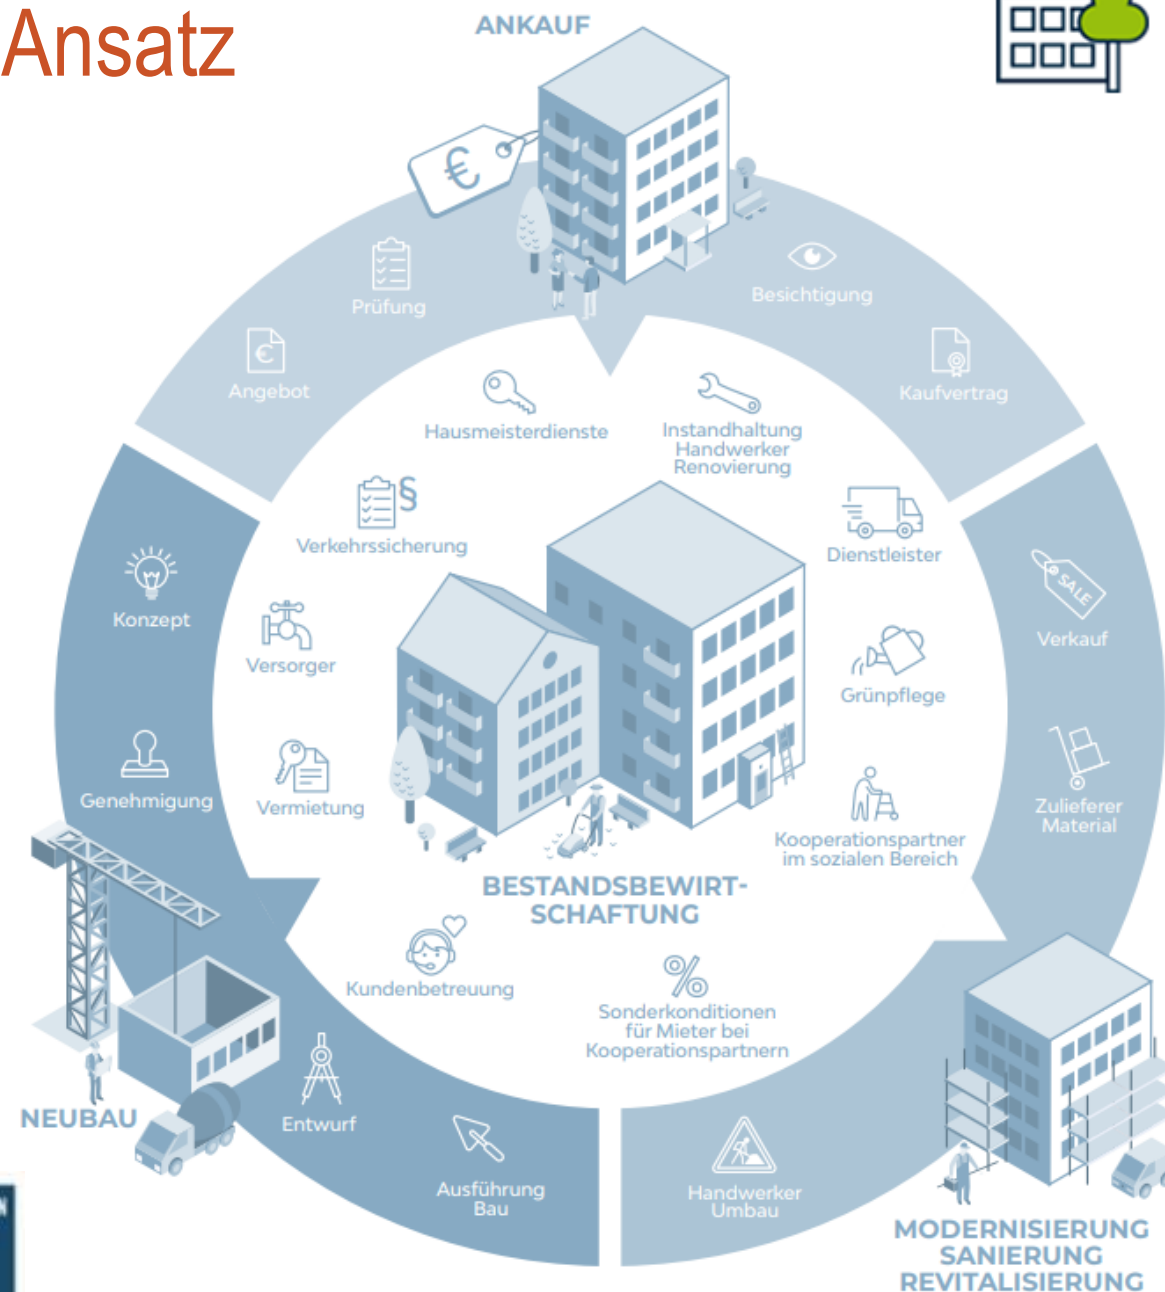 Ansatz
ANKAUF
€
Prüfung
€
Angebot
Besichtigung
Kaufvertrag
Hausmeisterdienste
Instandhaltung
Handwerker
Renovierung
§
Verkehrssicherung
Dienstleister
Konzept
Versorger
SALE
Verkauf
Grünpflege
Genehmigung
Vermietung
Zulieferer
Material
Kooperationspartner
im sozialen Bereich
BESTANDSBEWIRT-
SCHAFTUNG
Kundenbetreuung
%
Sonderkonditionen
für Mieter bei
Kooperationspartnern
NEUBAU
Entwurf
Ausführung
Bau
Handwerker
Umbau
MODERNISIERUNG
SANIERUNG
REVITALISIERUNG
N